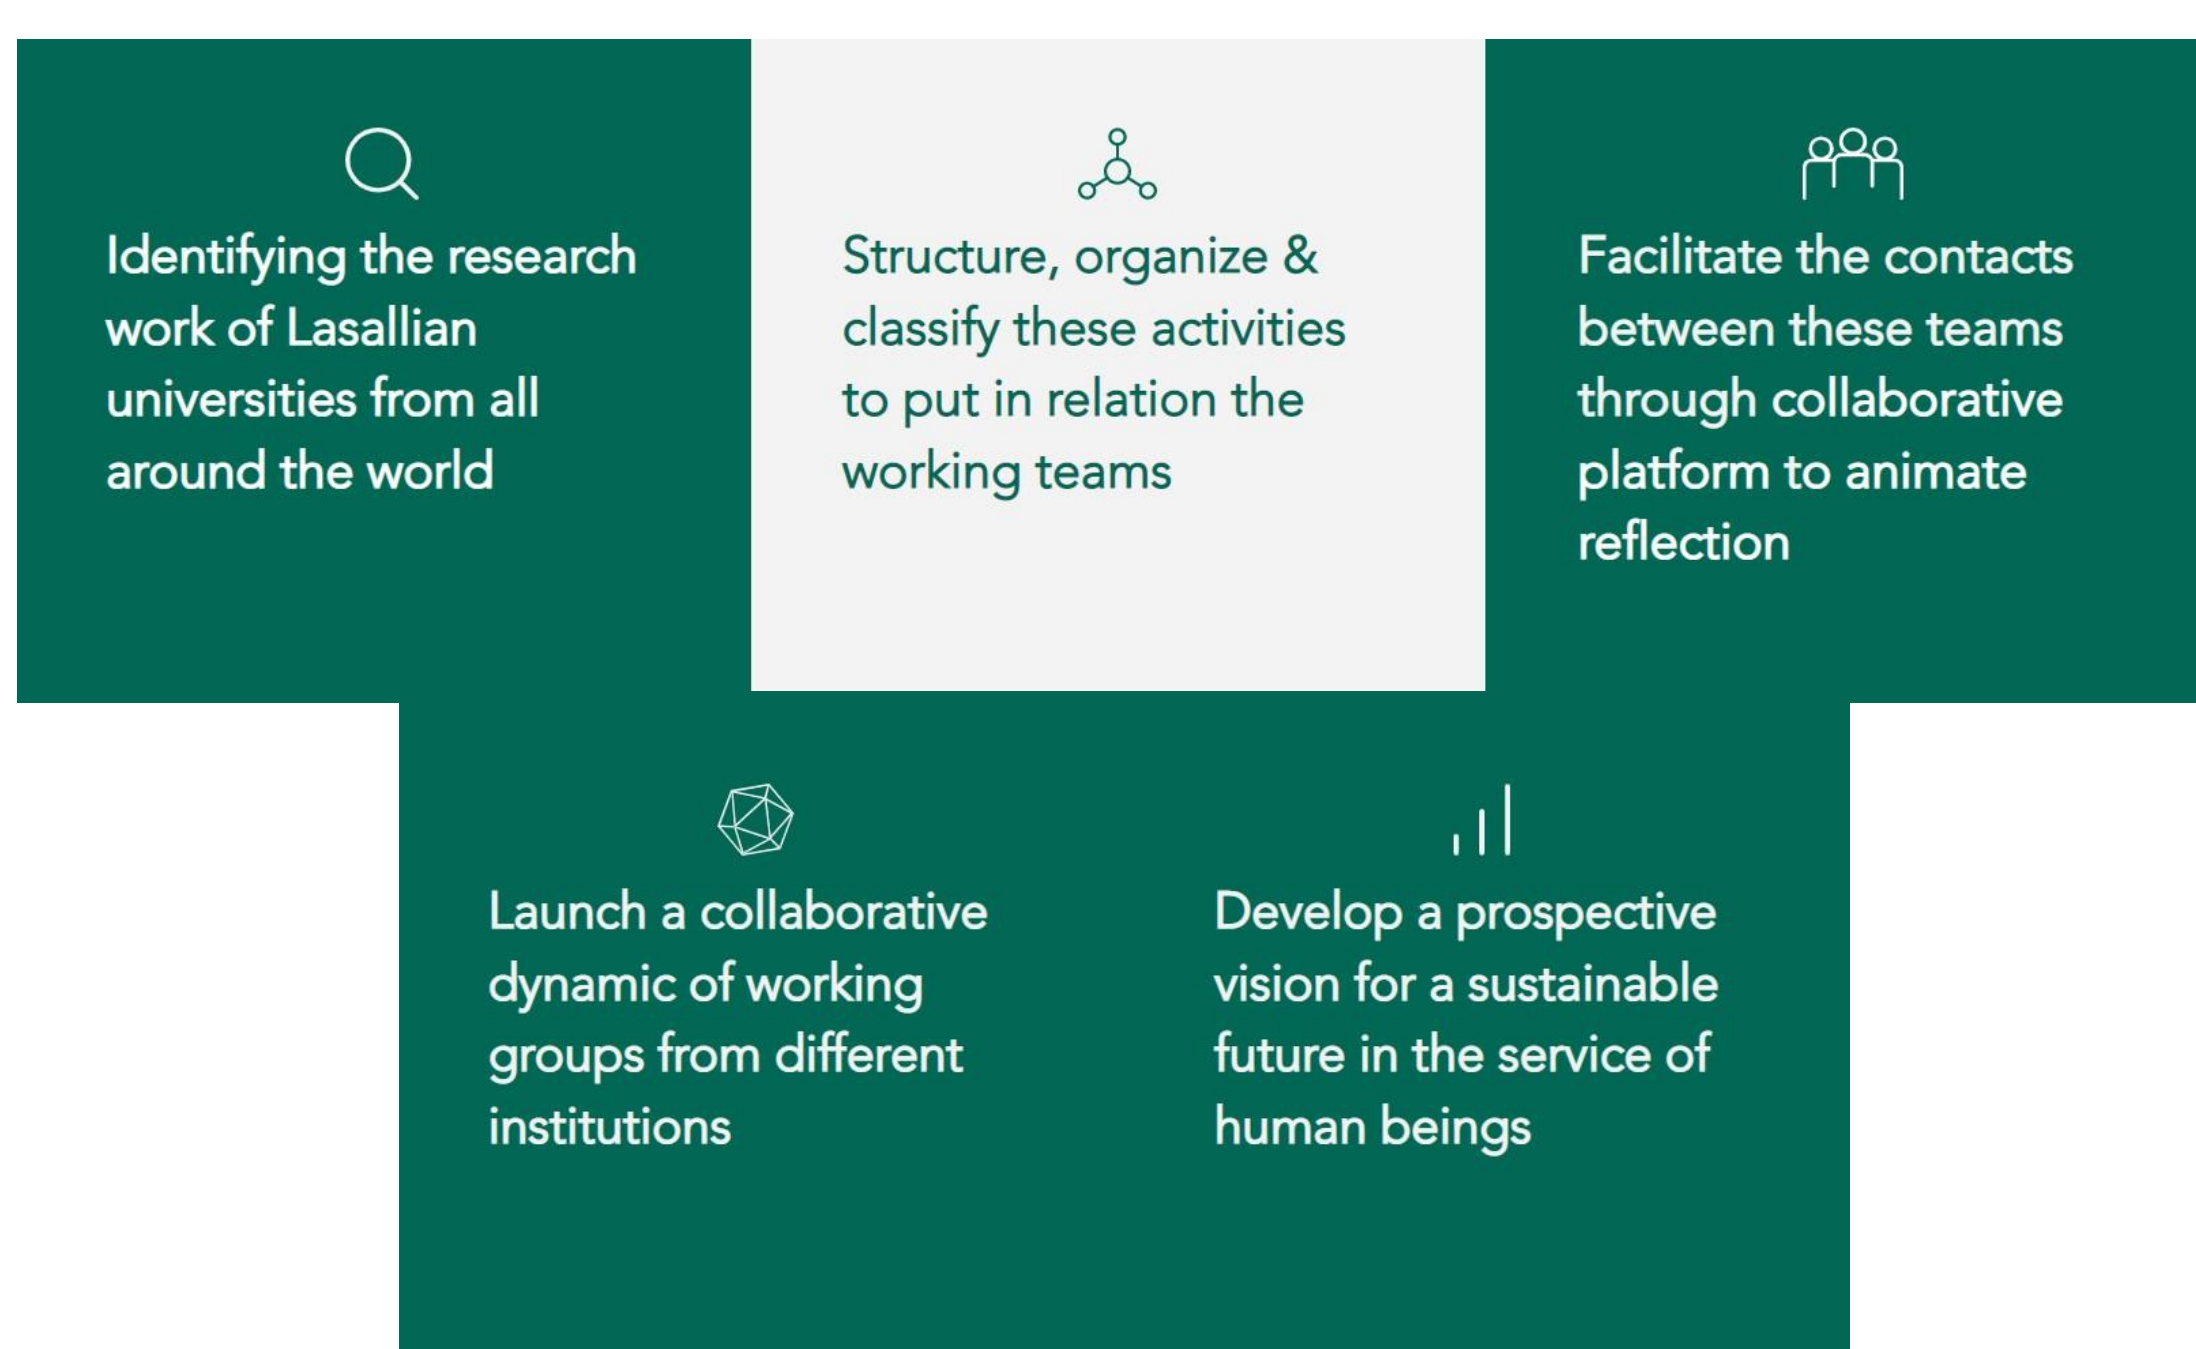 Identifying the research
work of Lasallian
universities from all
around the world
Structure, organize &
classify these activities
to put in relation the
working teams
Facilitate the contacts
between these teams
through collaborative
platform to animate
reflection
Launch a collaborative
dynamic of working
groups from different
institutions
Develop a prospective
vision for a sustainable
future in the service of
human beings